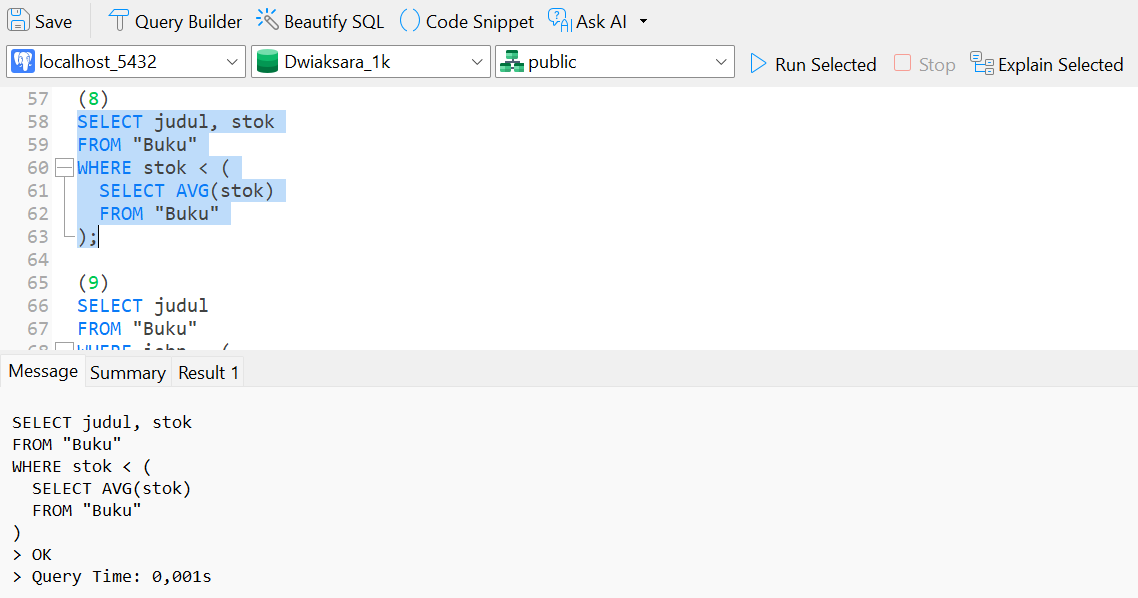 Save Query Builder Beautify SQL () Code Snippet Ask AI
localhost_5432 Dwiaksara_1k public Run Selected Stop Explain Selected
57 (8)
58 SELECT judul, stok
59 FROM "Buku"
60 WHERE stok < (
61 SELECT AVG(stok)
62 FROM "Buku"
63 );
64
65 (9)
66 SELECT judul
67 FROM "Buku"
68 WHERE (
Message Summary Result 1
SELECT judul, stok
FROM "Buku"
WHERE stok < (
SELECT AVG(stok)
FROM "Buku"
)
> OK
> Query Time: 0,001s